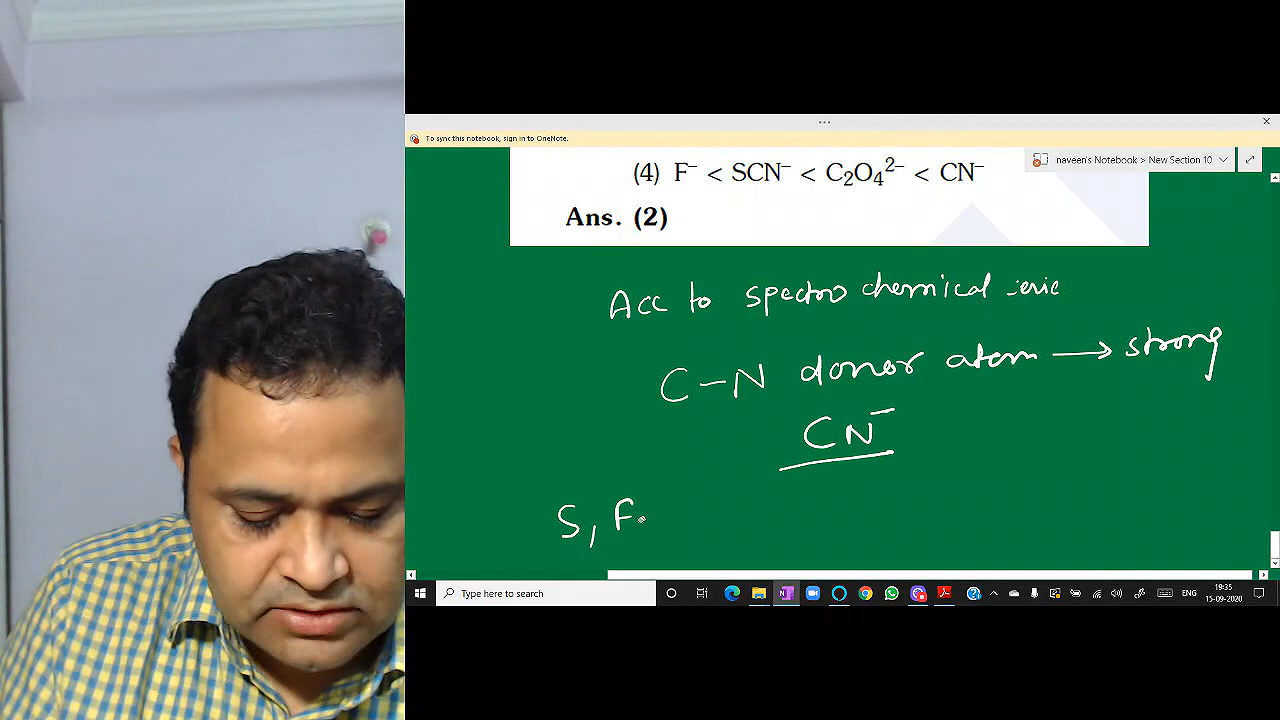 To sync this notebook, sign in to OneNote.
naveen's Notebook > New Section 10
(4) F⁻ < SCN⁻ < C₂O₄²⁻ < CN⁻
Ans. (2)
Acc to spectro chemical serie
C-N donor atom → strong
CN⁻
S, F
Type here to search
ENG
19:35
15-09-2020